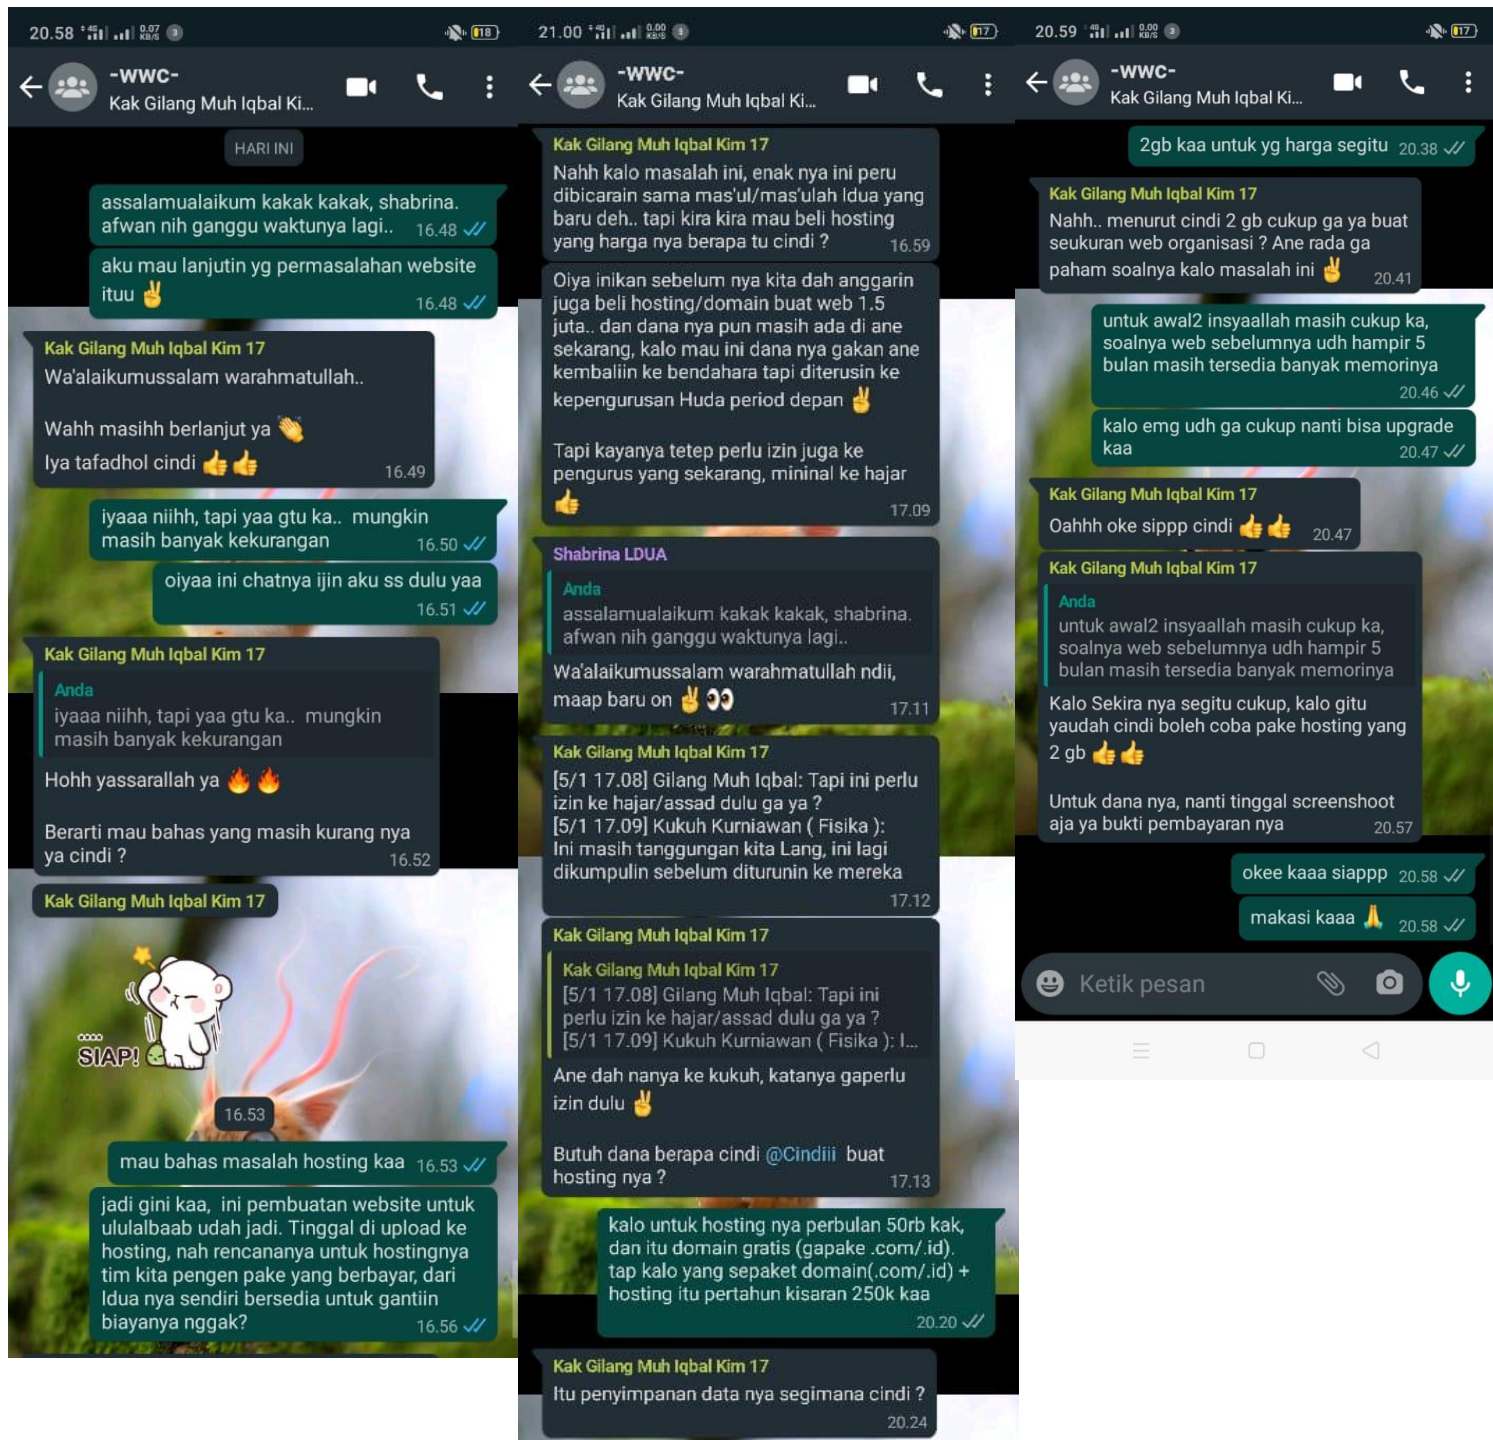 20.58 4G 0.07 KB/S 3 18
-WWC-
Kak Gilang Muh Iqbal Ki...
HARI INI
assalamualaikum kakak kakak, shabrina.
afwan nih ganggu waktunya lagi.. 16.48
aku mau lanjutin yg permasalahan website
ituu ✌ 16.48
Kak Gilang Muh Iqbal Kim 17
Wa'alaikumussalam warahmatullah..
Wahh masihh berlanjut ya 👏
Iya tafadhol cindi 👍👍 16.49
iyaaa niihh, tapi yaa gtu ka.. mungkin
masih banyak kekurangan 16.50
oiyaa ini chatnya ijin aku ss dulu yaa
16.51
Kak Gilang Muh Iqbal Kim 17
Anda
iyaaa niihh, tapi yaa gtu ka.. mungkin
masih banyak kekurangan
Hohh yassarallah ya 🔥🔥
Berarti mau bahas yang masih kurang nya
ya cindi ? 16.52
Kak Gilang Muh Iqbal Kim 17
....
SIAP!
16.53
mau bahas masalah hosting kaa 16.53
jadi gini kaa, ini pembuatan website untuk
ululalbaab udah jadi. Tinggal di upload ke
hosting, nah rencananya untuk hostingnya
tim kita pengen pake yang berbayar, dari
ldua nya sendiri bersedia untuk gantiin
biayanya nggak? 16.56
21.00 4G 0.00 KB/S 3 17
-WWC-
Kak Gilang Muh Iqbal Ki...
Kak Gilang Muh Iqbal Kim 17
Nahh kalo masalah ini, enak nya ini peru
dibicarain sama mas'ul/mas'ulah ldua yang
baru deh.. tapi kira kira mau beli hosting
yang harga nya berapa tu cindi ? 16.59
Oiya inikan sebelum nya kita dah anggarin
juga beli hosting/domain buat web 1.5
juta.. dan dana nya pun masih ada di ane
sekarang, kalo mau ini dana nya gakan ane
kembaliin ke bendahara tapi diterusin ke
kepengurusan Huda period depan ✌
Tapi kayanya tetep perlu izin juga ke
pengurus yang sekarang, mininal ke hajar
👍 17.09
Shabrina LDUA
Anda
assalamualaikum kakak kakak, shabrina.
afwan nih ganggu waktunya lagi..
Wa'alaikumussalam warahmatullah ndii,
maap baru on ✌👀 17.11
Kak Gilang Muh Iqbal Kim 17
[5/1 17.08] Gilang Muh Iqbal: Tapi ini perlu
izin ke hajar/assad dulu ga ya ?
[5/1 17.09] Kukuh Kurniawan ( Fisika ):
Ini masih tanggungan kita Lang, ini lagi
dikumpulin sebelum diturunin ke mereka
17.12
Kak Gilang Muh Iqbal Kim 17
Kak Gilang Muh Iqbal Kim 17
[5/1 17.08] Gilang Muh Iqbal: Tapi ini
perlu izin ke hajar/assad dulu ga ya ?
[5/1 17.09] Kukuh Kurniawan ( Fisika ): I...
Ane dah nanya ke kukuh, katanya gaperlu
izin dulu ✌
Butuh dana berapa cindi @Cindiii buat
hosting nya ? 17.13
kalo untuk hosting nya perbulan 50rb kak,
dan itu domain gratis (gapake .com/.id).
tap kalo yang sepaket domain(.com/.id) +
hosting itu pertahun kisaran 250k kaa
20.20
Kak Gilang Muh Iqbal Kim 17
Itu penyimpanan data nya segimana cindi ?
20.24
20.59 4G 0.00 KB/S 3 17
-WWC-
Kak Gilang Muh Iqbal Ki...
2gb kaa untuk yg harga segitu 20.38
Kak Gilang Muh Iqbal Kim 17
Nahh.. menurut cindi 2 gb cukup ga ya buat
seukuran web organisasi ? Ane rada ga
paham soalnya kalo masalah ini ✌ 20.41
untuk awal2 insyaallah masih cukup ka,
soalnya web sebelumnya udh hampir 5
bulan masih tersedia banyak memorinya
20.46
kalo emg udh ga cukup nanti bisa upgrade
kaa 20.47
Kak Gilang Muh Iqbal Kim 17
Oahhh oke sippp cindi 👍👍 20.47
Kak Gilang Muh Iqbal Kim 17
Anda
untuk awal2 insyaallah masih cukup ka,
soalnya web sebelumnya udh hampir 5
bulan masih tersedia banyak memorinya
Kalo Sekira nya segitu cukup, kalo gitu
yaudah cindi boleh coba pake hosting yang
2 gb 👍👍
Untuk dana nya, nanti tinggal screenshoot
aja ya bukti pembayaran nya 20.57
okee kaaa siappp 20.58
makasi kaaa 🙏 20.58
Ketik pesan